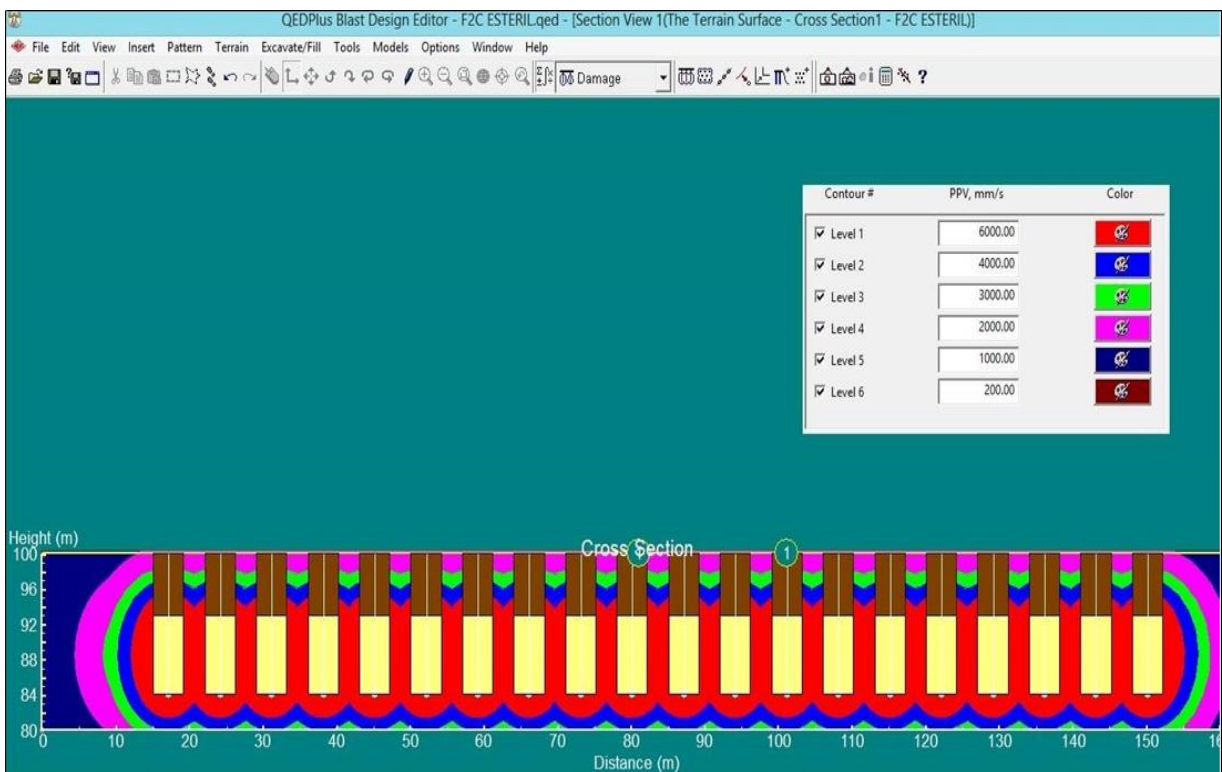 QEDPlus Blast Design Editor - F2C ESTERIL.qed - [Section View 1(The Terrain Surface - Cross Section1 - F2C ESTERIL)]
File Edit View Insert Pattern Terrain Excavate/Fill Tools Models Options Window Help
Damage
Contour # PPV, mm/s Color
Level 1 6000.00
Level 2 4000.00
Level 3 3000.00
Level 4 2000.00
Level 5 1000.00
Level 6 200.00
Height (m)
Cross Section
1
100
96
92
88
84
80
0 10 20 30 40 50 60 70 80 90 100 110 120 130 140 150
Distance (m)